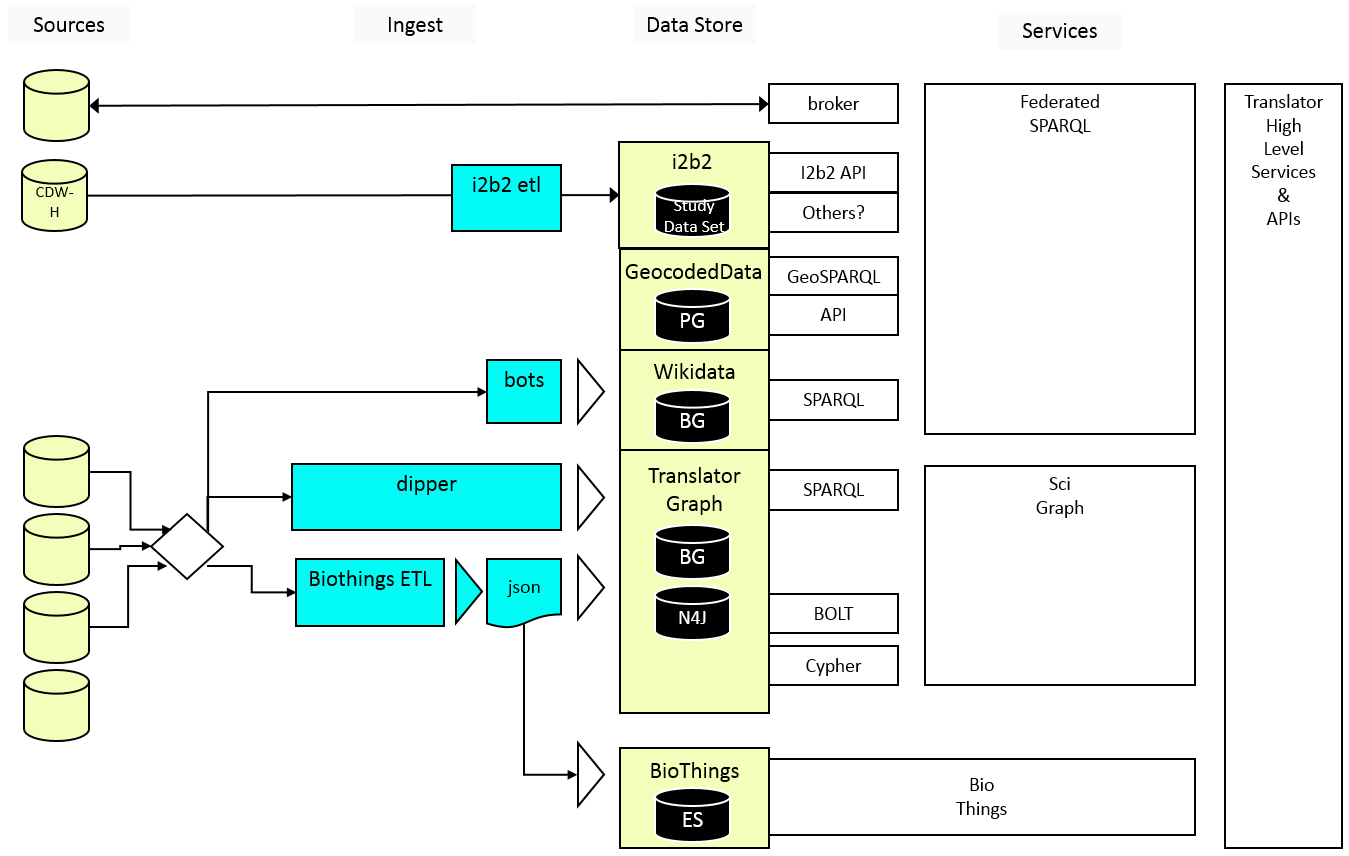 Sources
Ingest
Data Store
Services
broker
Federated
SPARQL
Translator
High
Level
Services
&
APIs
CDW-
H
i2b2 etl
i2b2
Study
Data Set
I2b2 API
Others?
GeocodedData
PG
GeoSPARQL
API
bots
Wikidata
BG
SPARQL
dipper
Translator
Graph
BG
N4J
SPARQL
Sci
Graph
Biothings ETL
json
BOLT
Cypher
BioThings
ES
Bio
Things